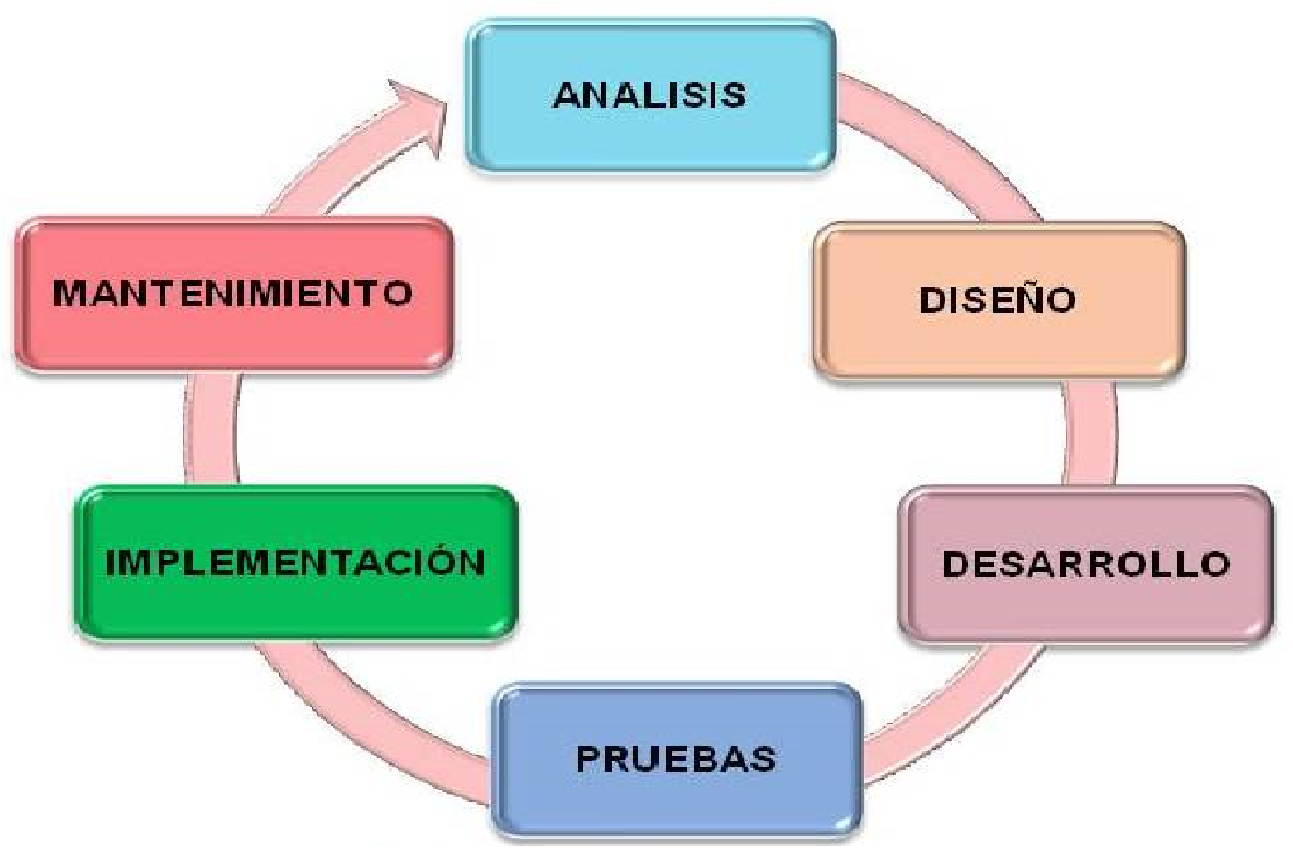 ANALISIS
DISEÑO
DESARROLLO
PRUEBAS
IMPLEMENTACIÓN
MANTENIMIENTO